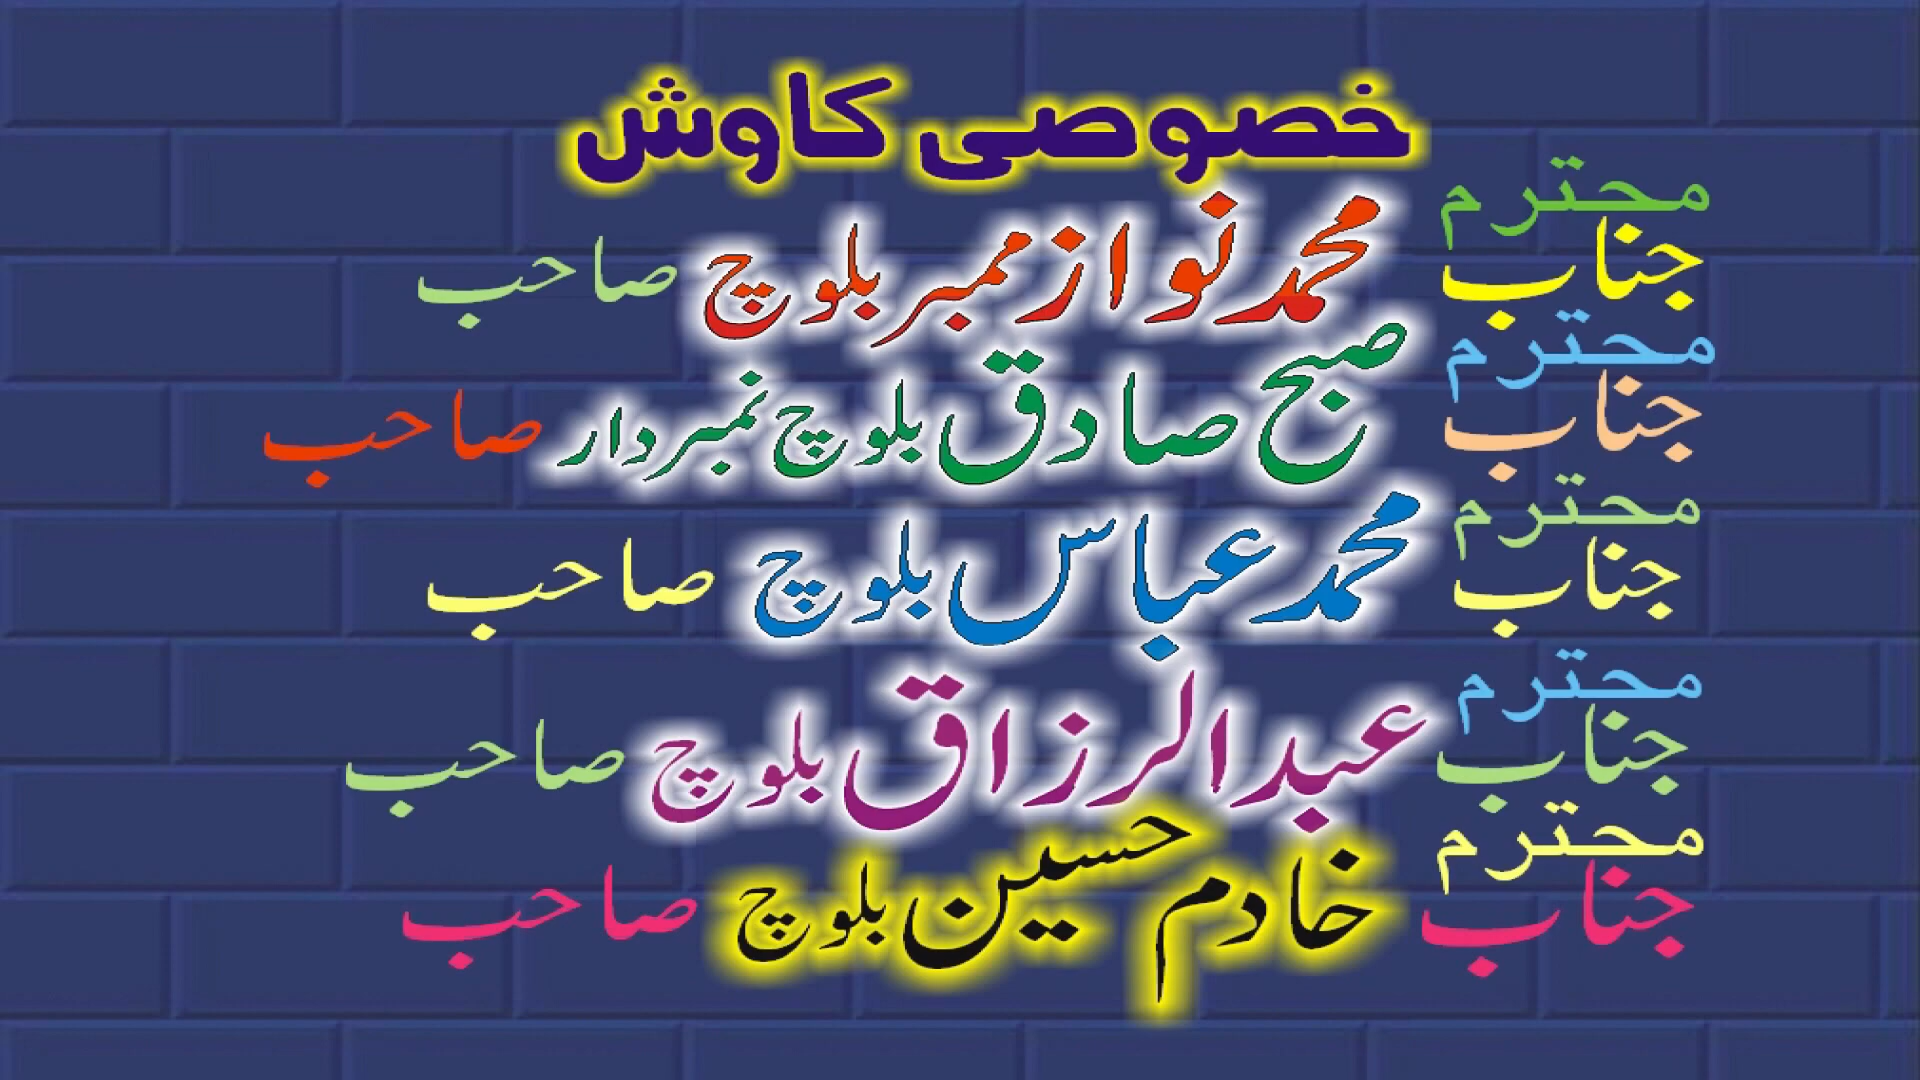 خصوصی کاوش
محترم جناب محمد نواز ممبر بلوچ صاحب
محترم جناب صبح صادق بلوچ نمبردار صاحب
محترم جناب محمد عباس بلوچ صاحب
محترم جناب عبدالرزاق بلوچ صاحب
محترم جناب خادم حسین بلوچ صاحب